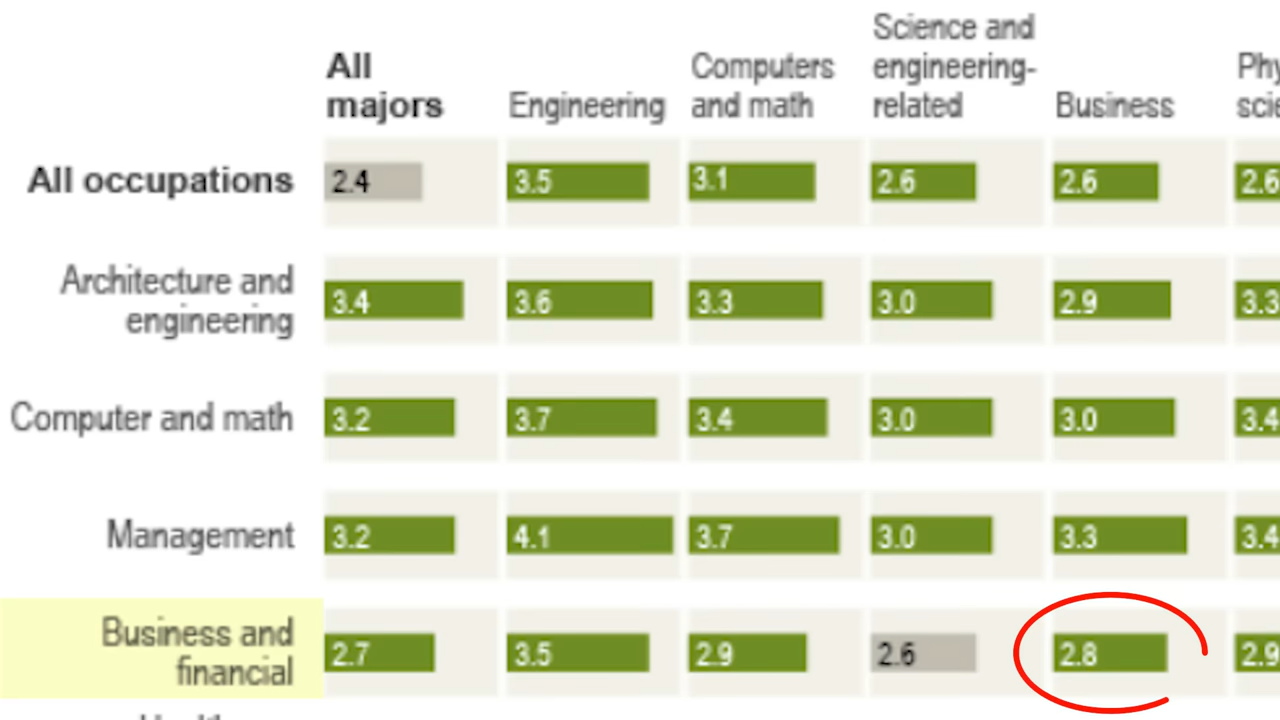 All
majors
Engineering
Computers
and math
Science and
engineering-
related
Business
All occupations
2.4
3.5
3.1
2.6
2.6
2.6
Architecture and
engineering
3.4
3.6
3.3
3.0
2.9
3.3
Computer and math
3.2
3.7
3.4
3.0
3.0
3.4
Management
3.2
4.1
3.7
3.0
3.3
3.4
Business and
financial
2.7
3.5
2.9
2.6
2.8
2.9